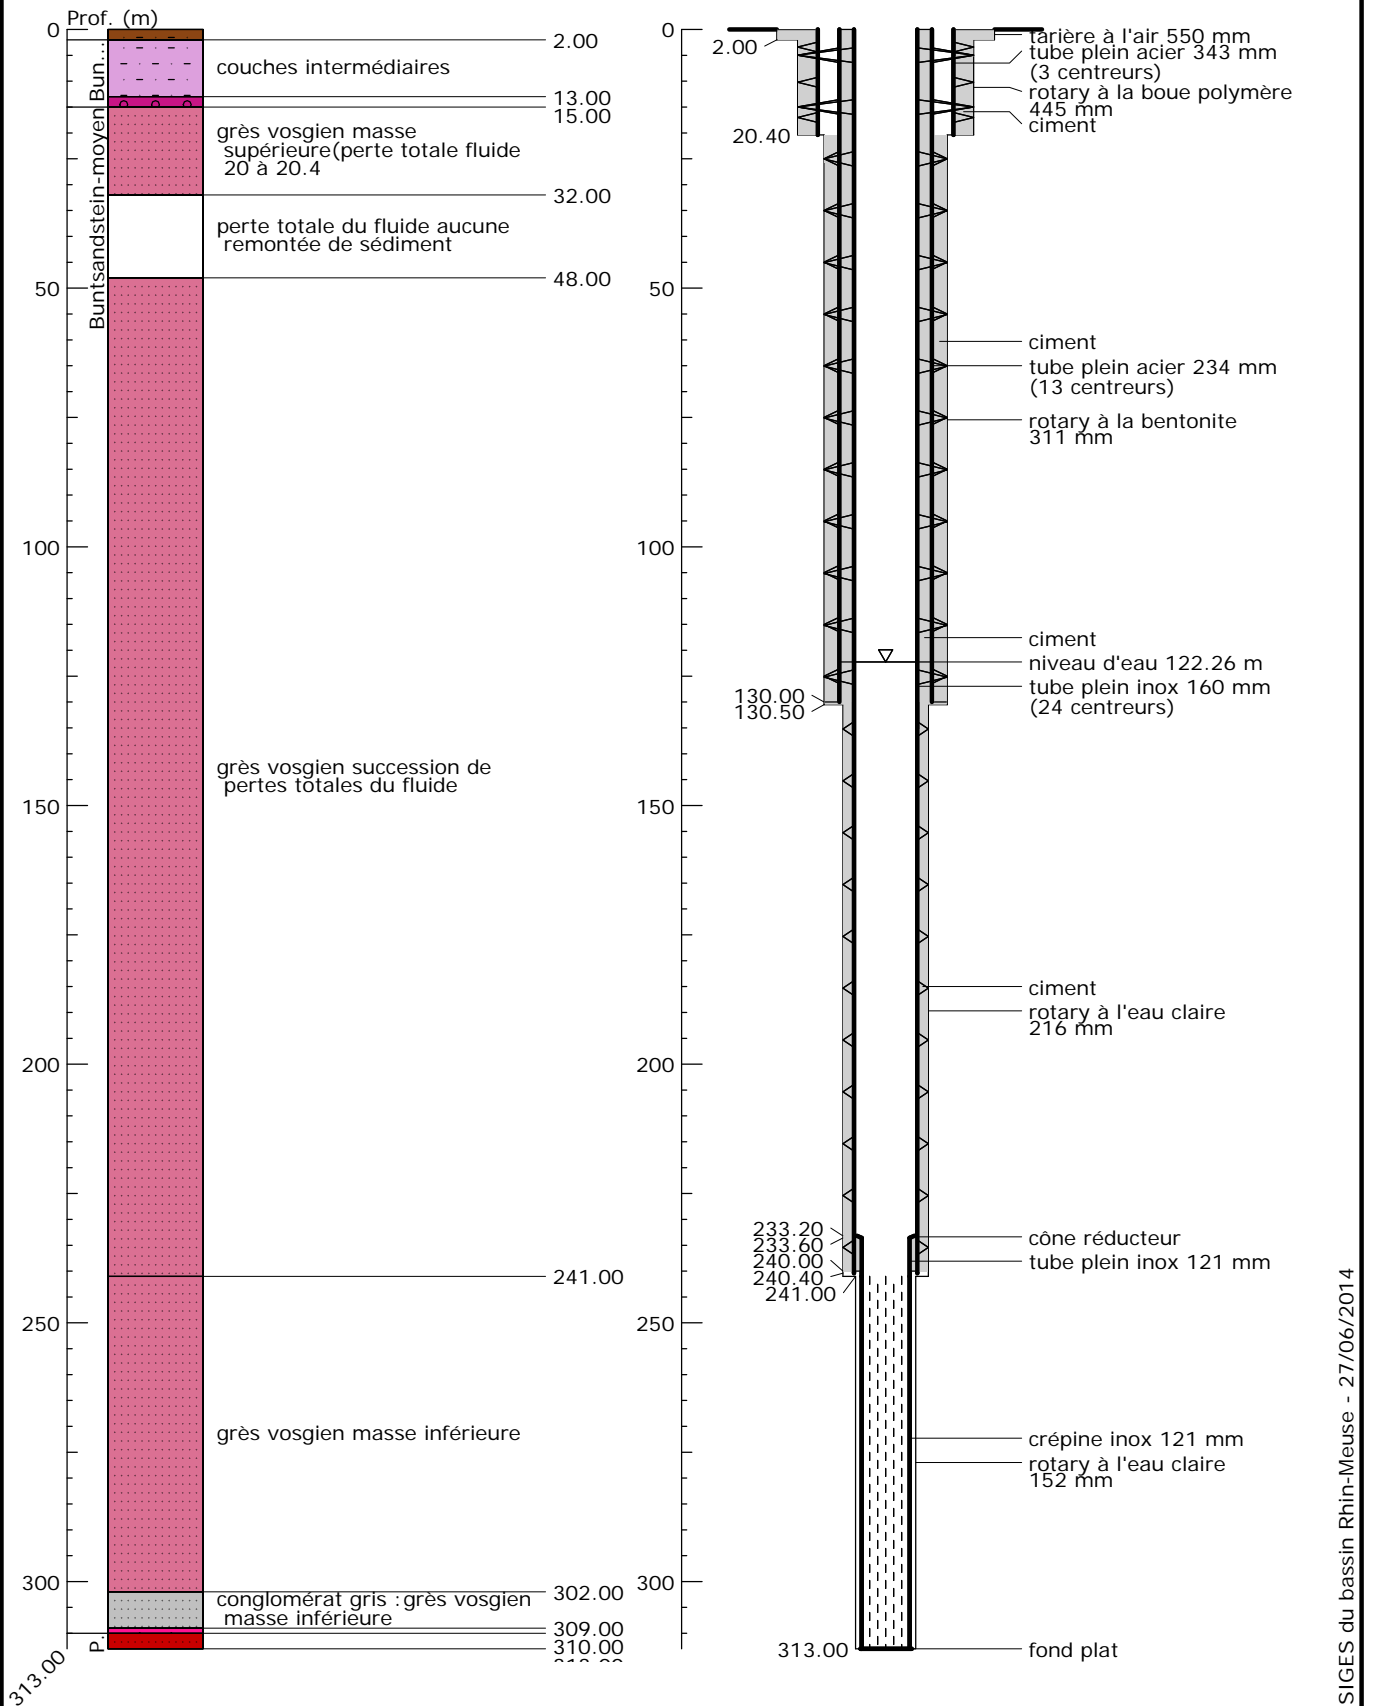 Prof. (m)
0
50
100
150
200
250
300
313.00
Bun...
Buntsandstein-moyen
P.
2.00
couches intermédiaires
13.00
15.00
grès vosgien masse
supérieure(perte totale fluide
20 à 20.4
32.00
perte totale du fluide aucune
remontée de sédiment
48.00
grès vosgien succession de
pertes totales du fluide
241.00
grès vosgien masse inférieure
302.00
conglomérat gris :grès vosgien
masse inférieure
309.00
310.00
0
50
100
150
200
250
300
2.00
20.40
130.00
130.50
233.20
233.60
240.00
240.40
241.00
313.00
tarière à l'air 550 mm
tube plein acier 343 mm
(3 centreurs)
rotary à la boue polymère
445 mm
ciment
ciment
tube plein acier 234 mm
(13 centreurs)
rotary à la bentonite
311 mm
ciment
niveau d'eau 122.26 m
tube plein inox 160 mm
(24 centreurs)
ciment
rotary à l'eau claire
216 mm
cône réducteur
tube plein inox 121 mm
crépine inox 121 mm
rotary à l'eau claire
152 mm
fond plat
SIGES du bassin Rhin-Meuse - 27/06/2014